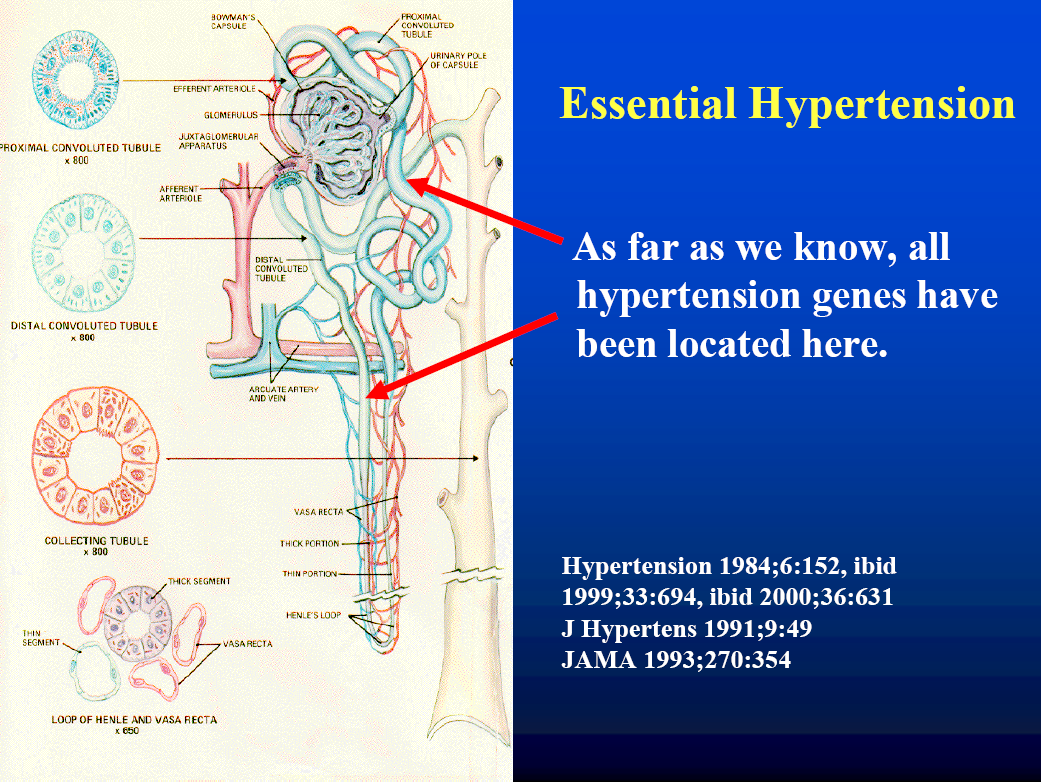 BOWMAN'S
CAPSULE
PROXIMAL
CONVOLUTED
TUBULE
URINARY POLE
OF CAPSULE
EFFERENT ARTERIOLE
GLOMERULUS
JUXTAGLOMERULAR
APPARATUS
AFFERENT
ARTERIOLE
PROXIMAL CONVOLUTED TUBULE
x 800
DISTAL
CONVOLUTED
TUBULE
DISTAL CONVOLUTED TUBULE
x 800
ARCUATE ARTERY
AND VEIN
COLLECTING TUBULE
x 800
VASA RECTA
THICK PORTION
THIN PORTION
HENLE'S LOOP
THICK SEGMENT
THIN
SEGMENT
VASA RECTA
LOOP OF HENLE AND VASA RECTA
x 650
Essential Hypertension
As far as we know, all
hypertension genes have
been located here.
Hypertension 1984;6:152, ibid
1999;33:694, ibid 2000;36:631
J Hypertens 1991;9:49
JAMA 1993;270:354